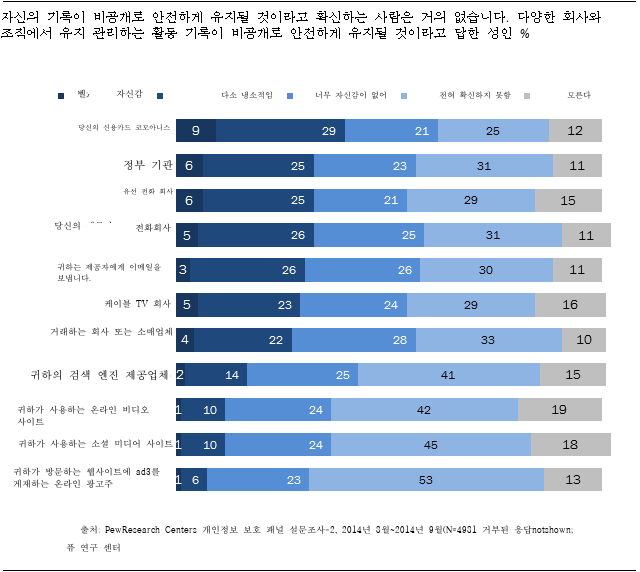 자신의 기록이 비공개로 안전하게 유지될 것이라고 확신하는 사람은 거의 없습니다. 다양한 회사와
조직에서 유지 관리하는 활동 기록이 비공개로 안전하게 유지될 것이라고 답한 성인 %
자신감 다소 냉소적임 너무 자신감이 없어 전혀 확신하지 못함 모른다
당신의 신용카드 코모아니스 9 29 21 25 12
정부 기관 6 25 23 31 11
유선 전화 회사 6 25 21 29 15
당신의 전화회사 5 26 25 31 11
귀하는 제공자에게 이메일을
보냅니다. 3 26 26 30 11
케이블 TV 회사 5 23 24 29 16
거래하는 회사 또는 소매업체 4 22 28 33 10
귀하의 검색 엔진 제공업체 2 14 25 41 15
귀하가 사용하는 온라인 비디오
사이트 1 10 24 42 19
귀하가 사용하는 소셜 미디어 사이트 1 10 24 45 18
귀하가 방문하는 웹사이트에 ad3를
게재하는 온라인 광고주 1 6 23 53 13
출처: PewResearch Centers 개인정보 보호 패널 설문조사-2, 2014년 8월~2014년 9월(N=4931 거부된 응답notshown;
퓨 연구 센터